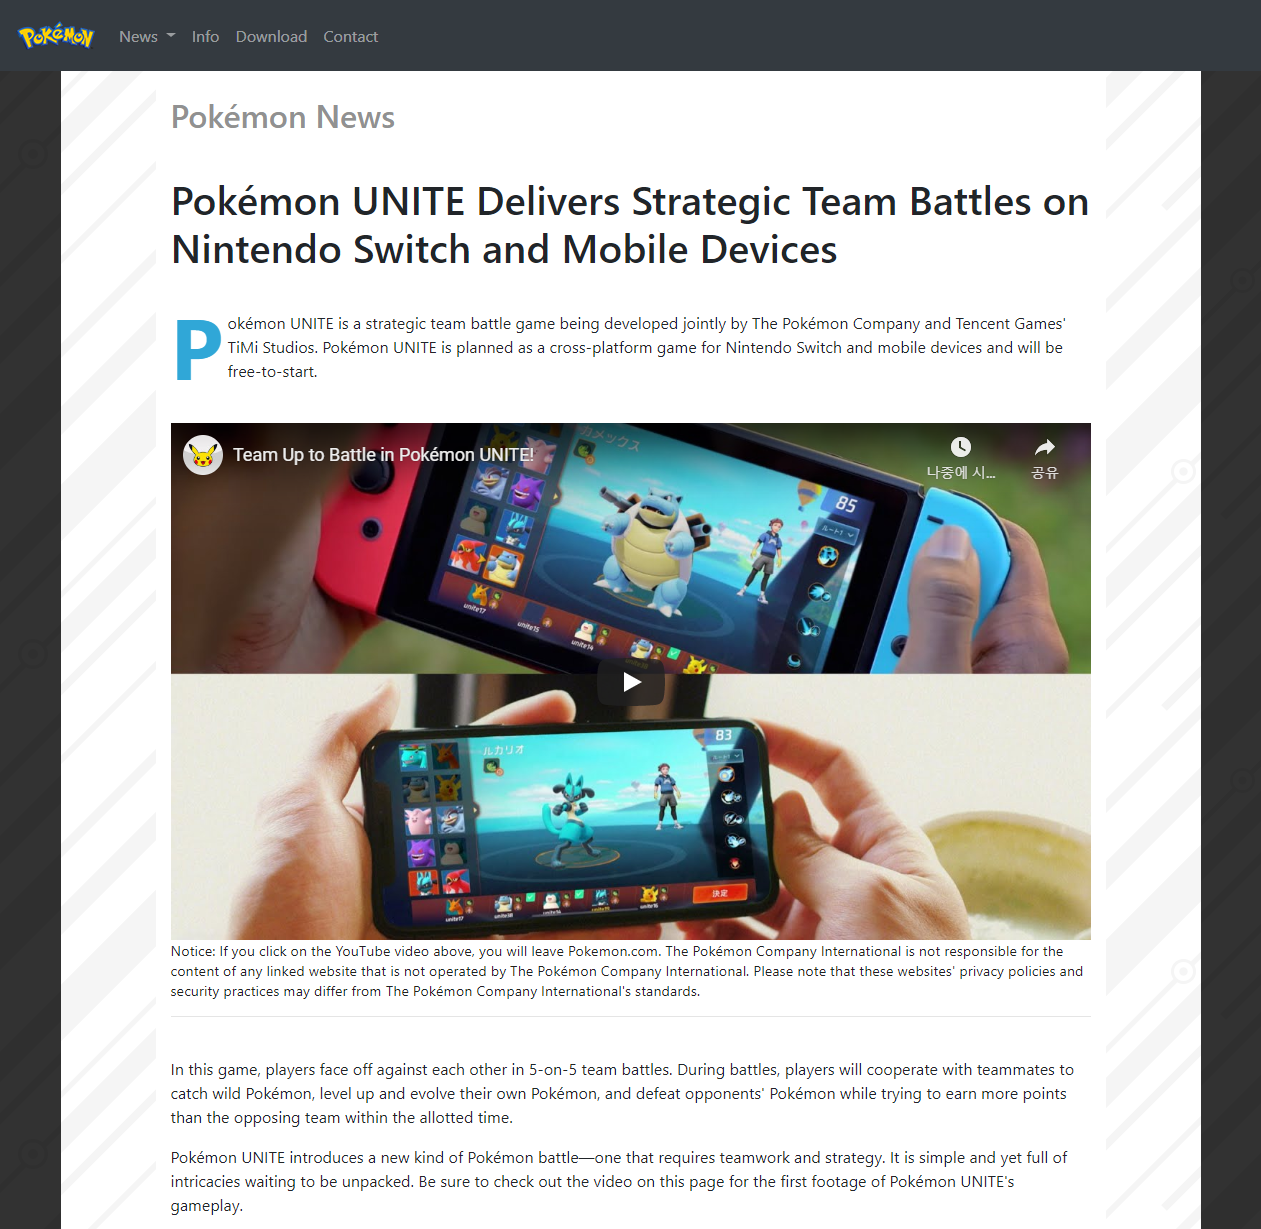 Pokémon News Info Download Contact
Pokémon News
Pokémon UNITE Delivers Strategic Team Battles on
Nintendo Switch and Mobile Devices
Pokémon UNITE is a strategic team battle game being developed jointly by The Pokémon Company and Tencent Games'
TiMi Studios. Pokémon UNITE is planned as a cross-platform game for Nintendo Switch and mobile devices and will be
free-to-start.
Team Up to Battle in Pokémon UNITE!
나중에 시...
공유
カメックス
85
ルート1
unite17
unite15
unite14
ルカリオ
83
unite17
決定
Notice: If you click on the YouTube video above, you will leave Pokemon.com. The Pokémon Company International is not responsible for the
content of any linked website that is not operated by The Pokémon Company International. Please note that these websites' privacy policies and
security practices may differ from The Pokémon Company International's standards.
In this game, players face off against each other in 5-on-5 team battles. During battles, players will cooperate with teammates to
catch wild Pokémon, level up and evolve their own Pokémon, and defeat opponents' Pokémon while trying to earn more points
than the opposing team within the allotted time.
Pokémon UNITE introduces a new kind of Pokémon battle—one that requires teamwork and strategy. It is simple and yet full of
intricacies waiting to be unpacked. Be sure to check out the video on this page for the first footage of Pokémon UNITE's
gameplay.